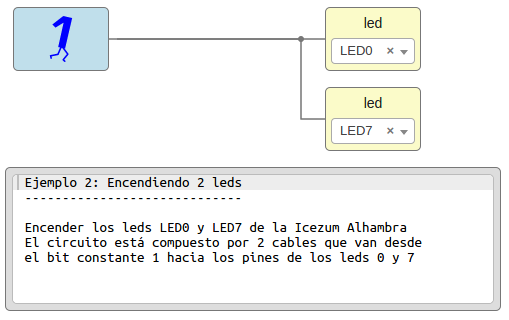 1
led
LED0 ×
led
LED7 ×
Ejemplo 2: Encendiendo 2 leds
-----------------------------
Encender los leds LED0 y LED7 de la Icezum Alhambra
El circuito está compuesto por 2 cables que van desde
el bit constante 1 hacia los pines de los leds 0 y 7